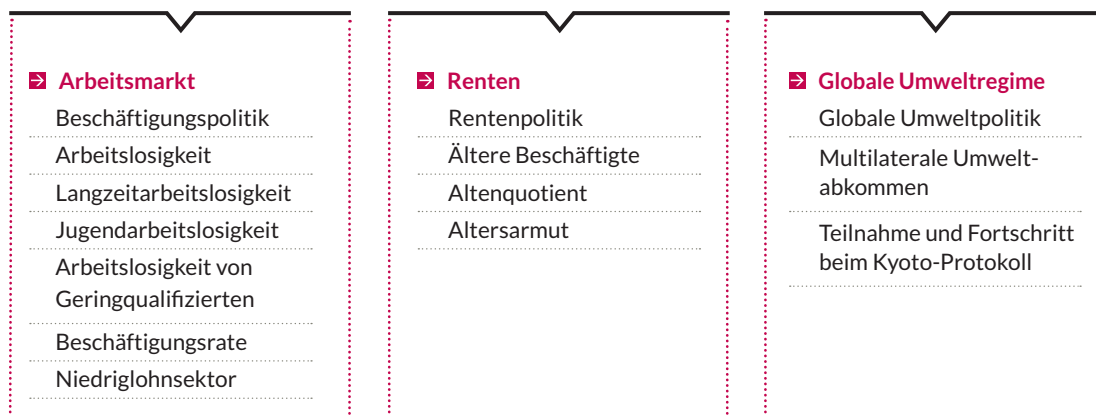 Arbeitsmarkt
Beschäftigungspolitik
Arbeitslosigkeit
Langzeitarbeitslosigkeit
Jugendarbeitslosigkeit
Arbeitslosigkeit von
Geringqualifizierten
Beschäftigungsrate
Niedriglohnsektor
Renten
Rentenpolitik
Ältere Beschäftigte
Altenquotient
Altersarmut
Globale Umweltregime
Globale Umweltpolitik
Multilaterale Umwelt-
abkommen
Teilnahme und Fortschritt
beim Kyoto-Protokoll